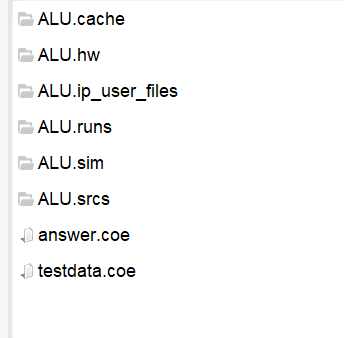 ALU.cache
ALU.hw
ALU.ip_user_files
ALU.runs
ALU.sim
ALU.srcs
answer.coe
testdata.coe